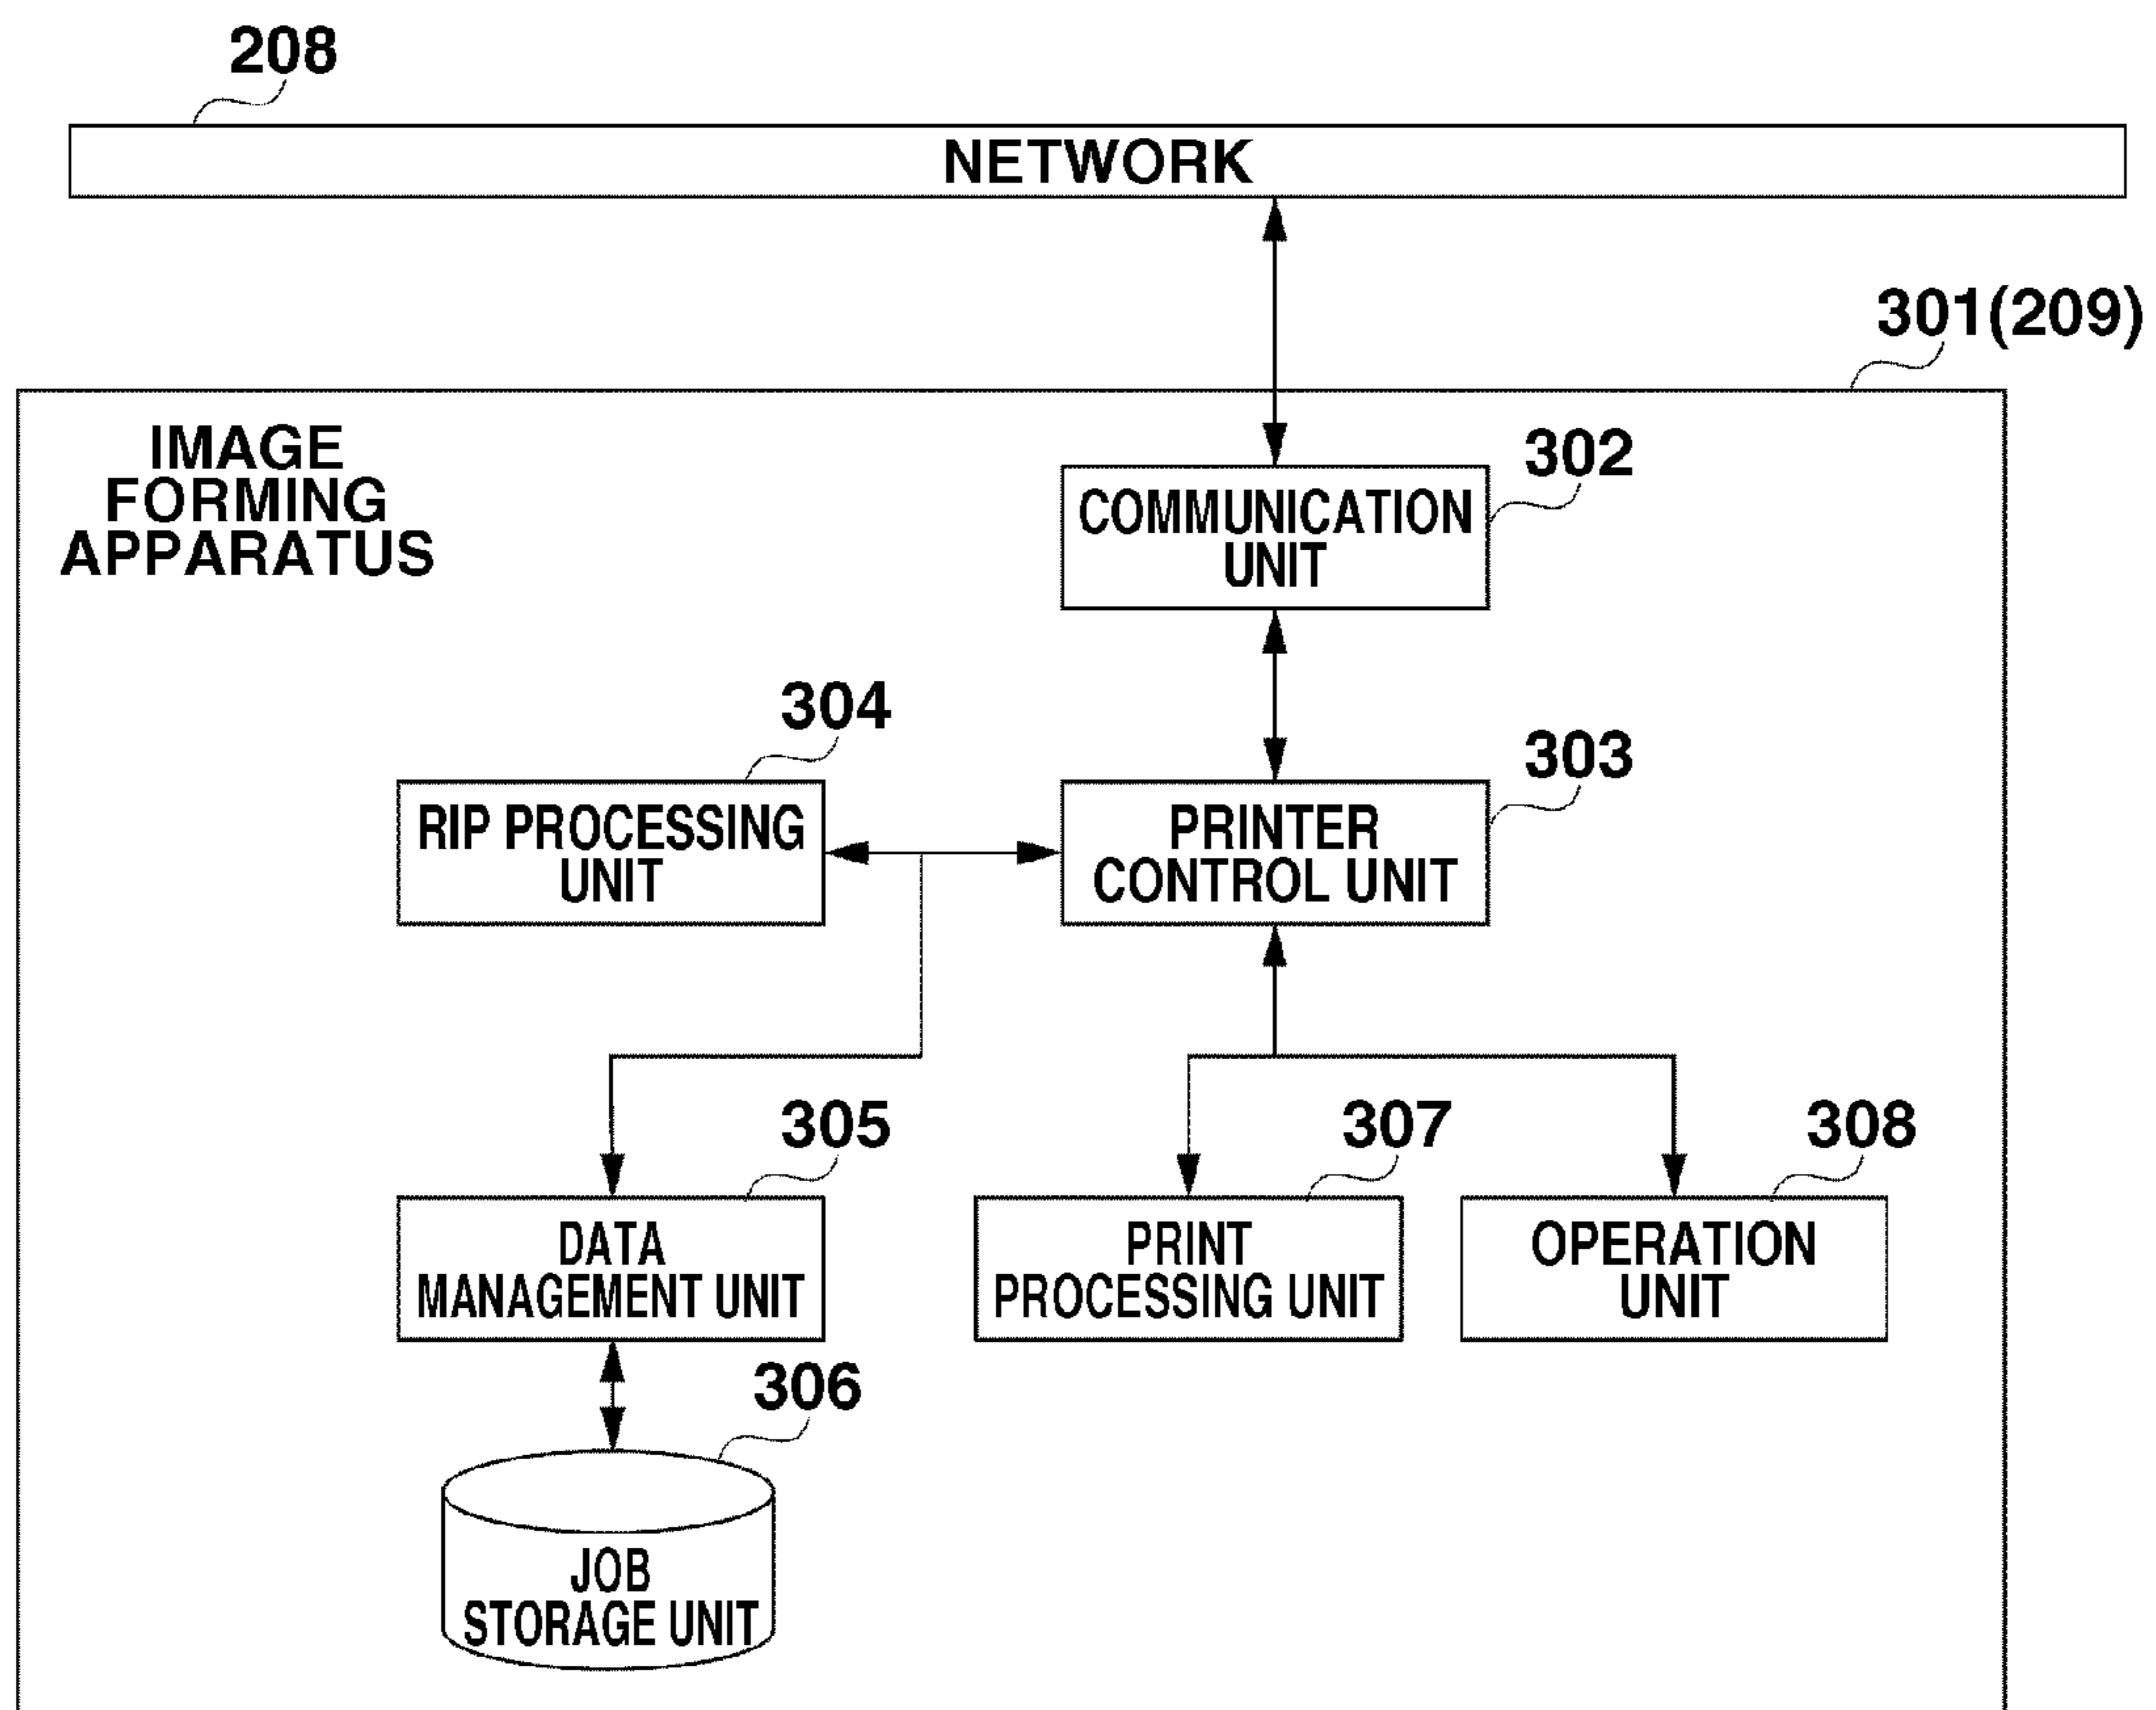 208
NETWORK
301(209)
IMAGE
FORMING
APPARATUS
302
COMMUNICATION
UNIT
304
303
RIP PROCESSING
UNIT
PRINTER
CONTROL UNIT
305
307
308
DATA
MANAGEMENT UNIT
PRINT
PROCESSING UNIT
OPERATION
UNIT
306
JOB
STORAGE UNIT